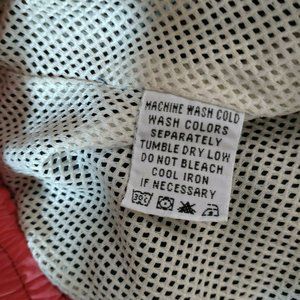 MACHINE WASH COLD
WASH COLORS
SEPARATELY
TUMBLE DRY LOW
DO NOT BLEACH
COOL IRON
IF NECESSARY